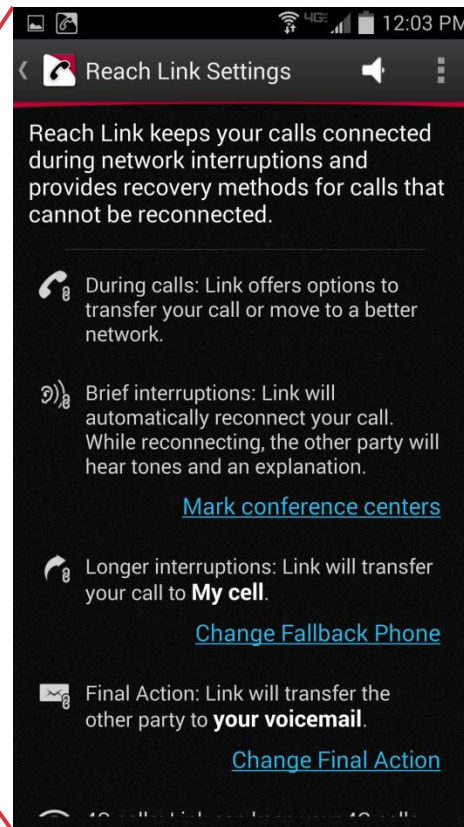 4GE 12:03 PM
Reach Link Settings
Reach Link keeps your calls connected
during network interruptions and
provides recovery methods for calls that
cannot be reconnected.
During calls: Link offers options to
transfer your call or move to a better
network.
Brief interruptions: Link will
automatically reconnect your call.
While reconnecting, the other party will
hear tones and an explanation.
Mark conference centers
Longer interruptions: Link will transfer
your call to My cell.
Change Fallback Phone
Final Action: Link will transfer the
other party to your voicemail.
Change Final Action